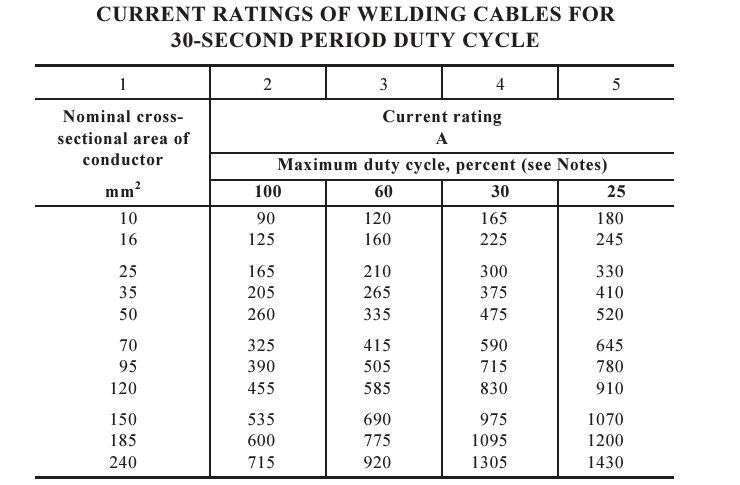 CURRENT RATINGS OF WELDING CABLES FOR
30-SECOND PERIOD DUTY CYCLE
1 2 3 4 5
Nominal cross-
sectional area of
conductor
mm²
Current rating
A
Maximum duty cycle, percent (see Notes)
100 60 30 25
10 90 120 165 180
16 125 160 225 245
25 165 210 300 330
35 205 265 375 410
50 260 335 475 520
70 325 415 590 645
95 390 505 715 780
120 455 585 830 910
150 535 690 975 1070
185 600 775 1095 1200
240 715 920 1305 1430